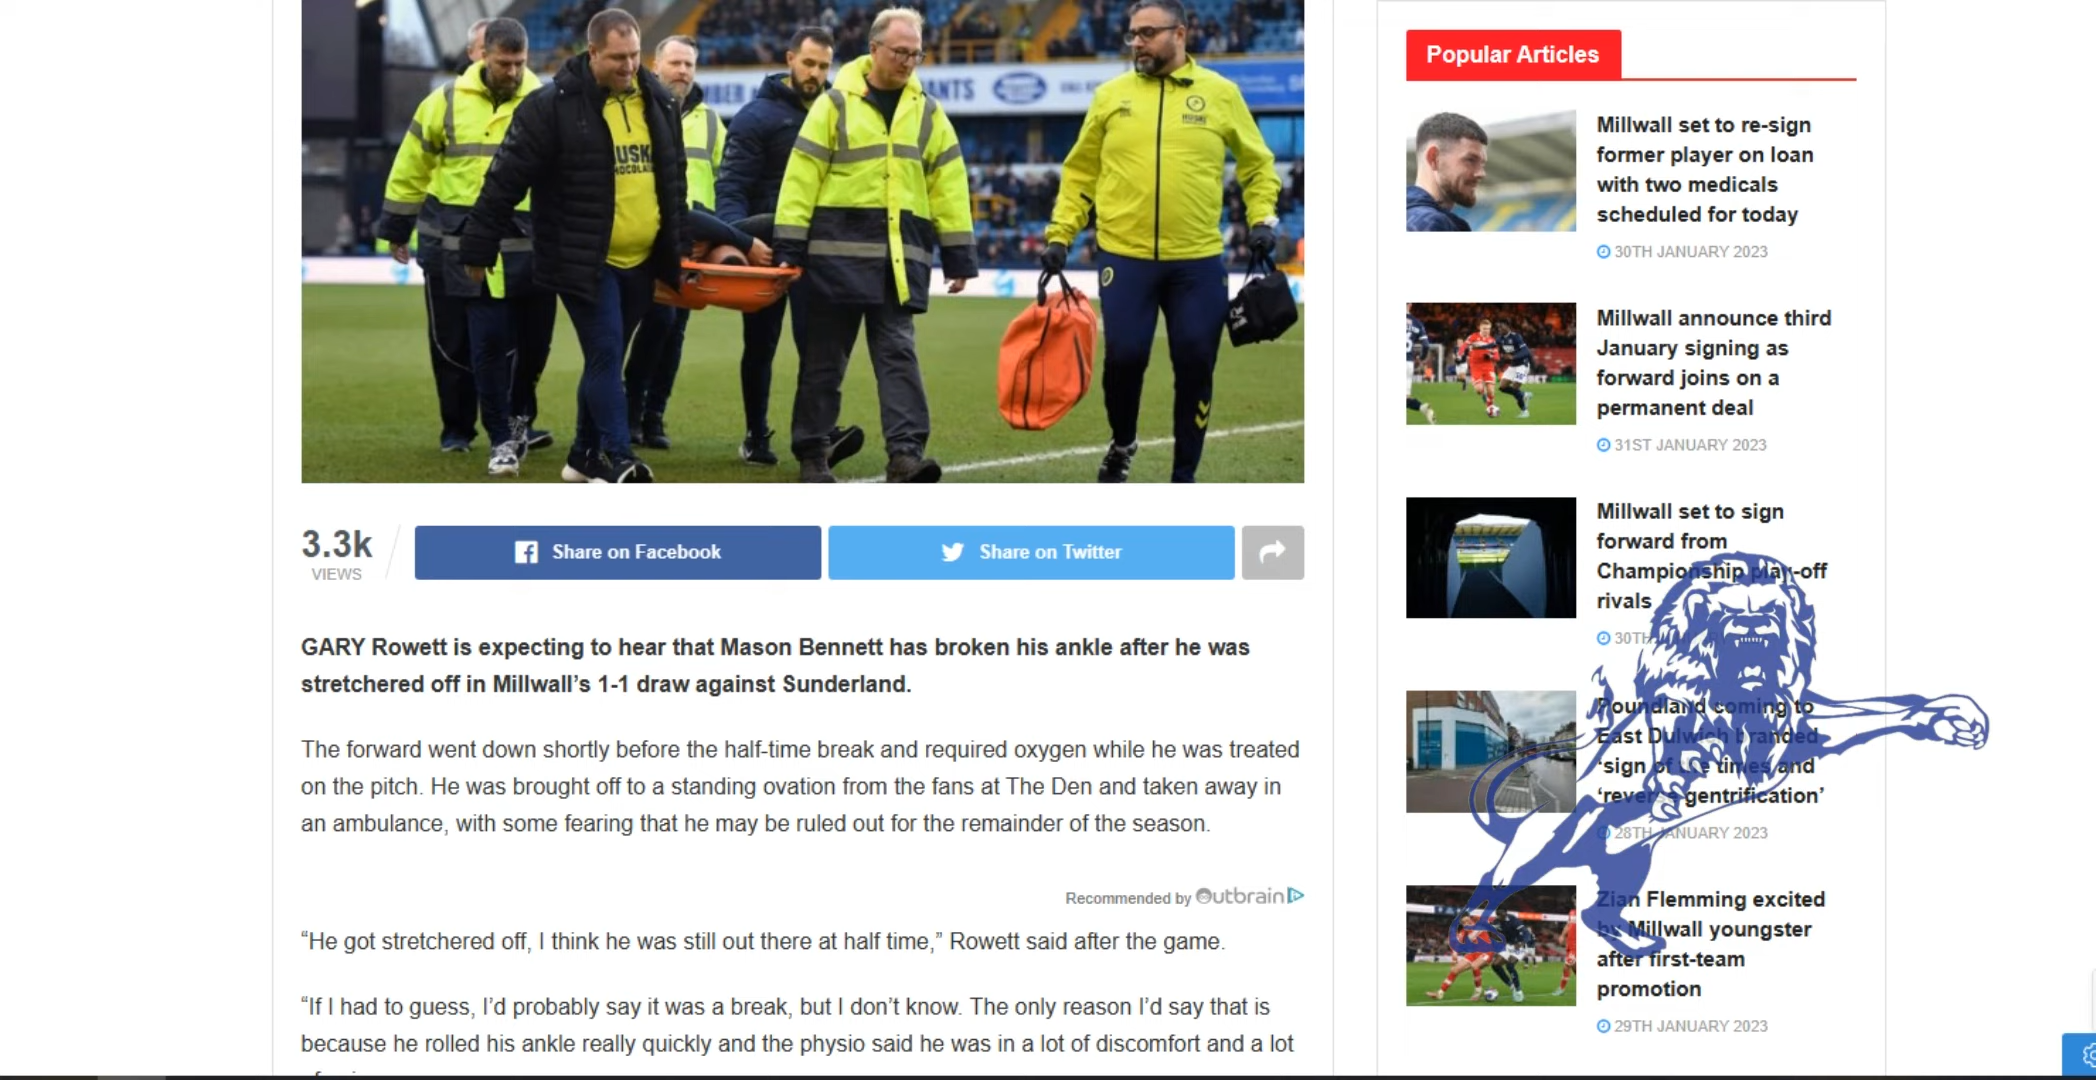 BER
ANTS
HUSKI
USK
HOCOLA
3.3k
VIEWS
Share on Facebook
Share on Twitter
GARY Rowett is expecting to hear that Mason Bennett has broken his ankle after he was
stretchered off in Millwall’s 1-1 draw against Sunderland.
The forward went down shortly before the half-time break and required oxygen while he was treated
on the pitch. He was brought off to a standing ovation from the fans at The Den and taken away in
an ambulance, with some fearing that he may be ruled out for the remainder of the season.
Recommended by Outbrain
“He got stretchered off, I think he was still out there at half time,” Rowett said after the game.
“If I had to guess, I’d probably say it was a break, but I don’t know. The only reason I’d say that is
because he rolled his ankle really quickly and the physio said he was in a lot of discomfort and a lot
Popular Articles
Millwall set to re-sign
former player on loan
with two medicals
scheduled for today
30TH JANUARY 2023
Millwall announce third
January signing as
forward joins on a
permanent deal
31ST JANUARY 2023
Millwall set to sign
forward from
Championship play-off
rivals
30TH
Poundland coming to
East Dulwich branded
‘sign of the times and
‘reverse gentrification’
28TH JANUARY 2023
Zian Flemming excited
by Millwall youngster
after first-team
promotion
29TH JANUARY 2023